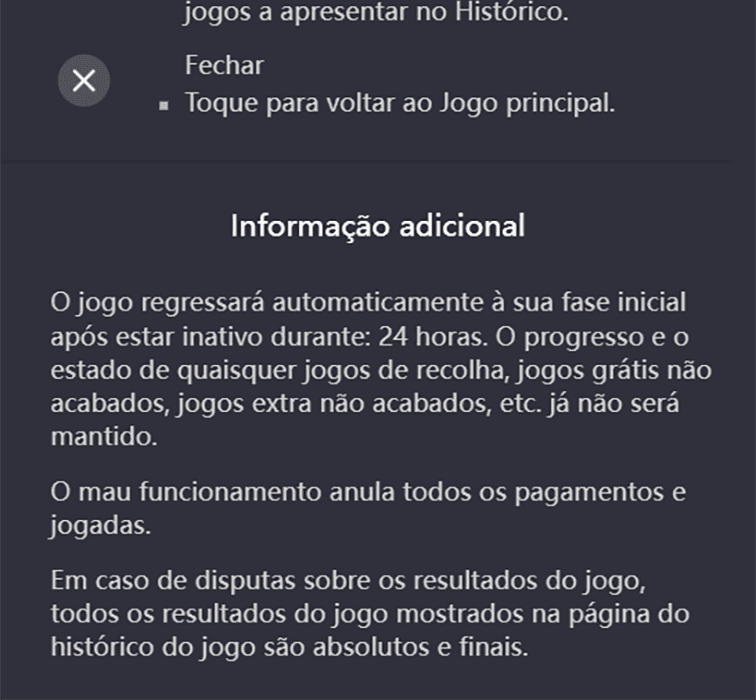 jogos a apresentar no Histórico.
Fechar
▪ Toque para voltar ao Jogo principal.
Informação adicional
O jogo regressará automaticamente à sua fase inicial
após estar inativo durante: 24 horas. O progresso e o
estado de quaisquer jogos de recolha, jogos grátis não
acabados, jogos extra não acabados, etc. já não será
mantido.
O mau funcionamento anula todos os pagamentos e
jogadas.
Em caso de disputas sobre os resultados do jogo,
todos os resultados do jogo mostrados na página do
histórico do jogo são absolutos e finais.